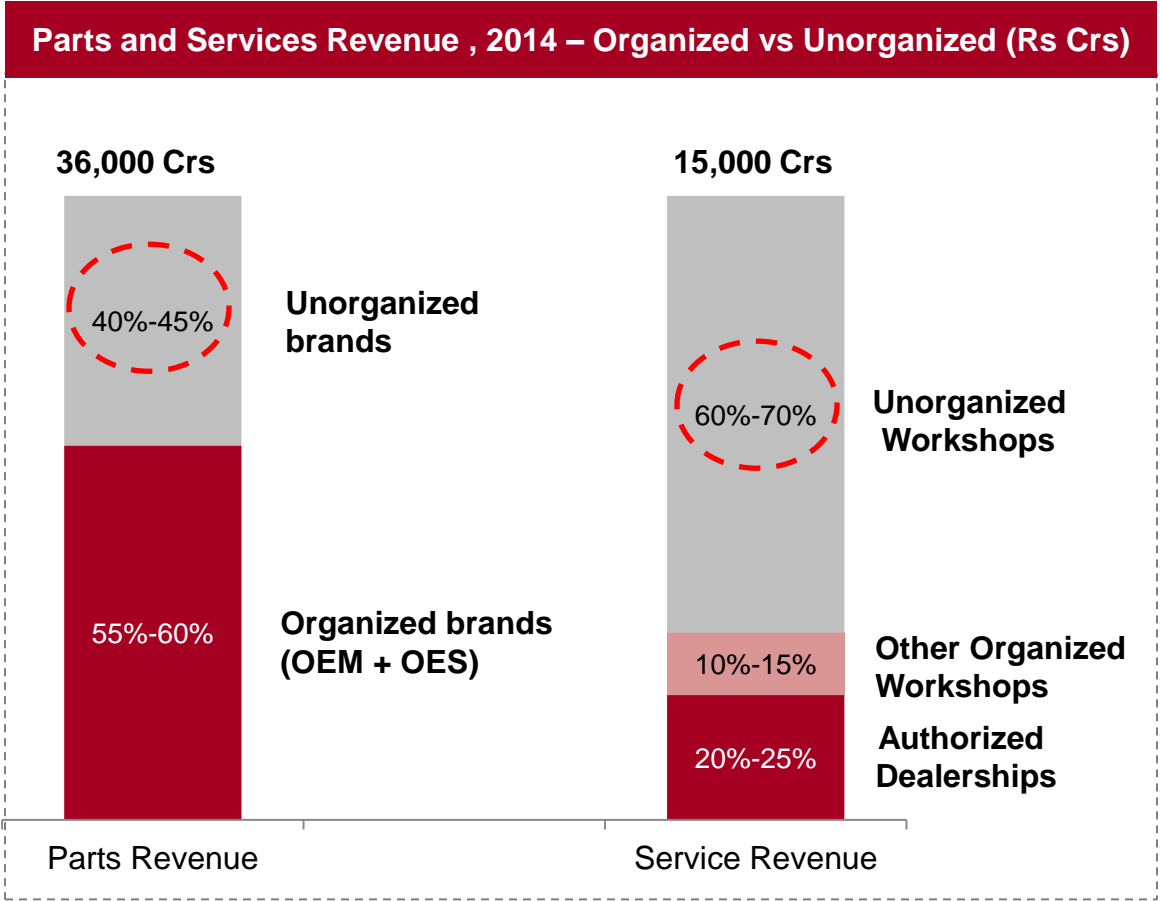 Parts and Services Revenue , 2014 – Organized vs Unorganized (Rs Crs)
36,000 Crs
40%-45%
Unorganized
brands
55%-60%
Organized brands
(OEM + OES)
Parts Revenue
15,000 Crs
60%-70%
Unorganized
Workshops
10%-15%
Other Organized
Workshops
20%-25%
Authorized
Dealerships
Service Revenue